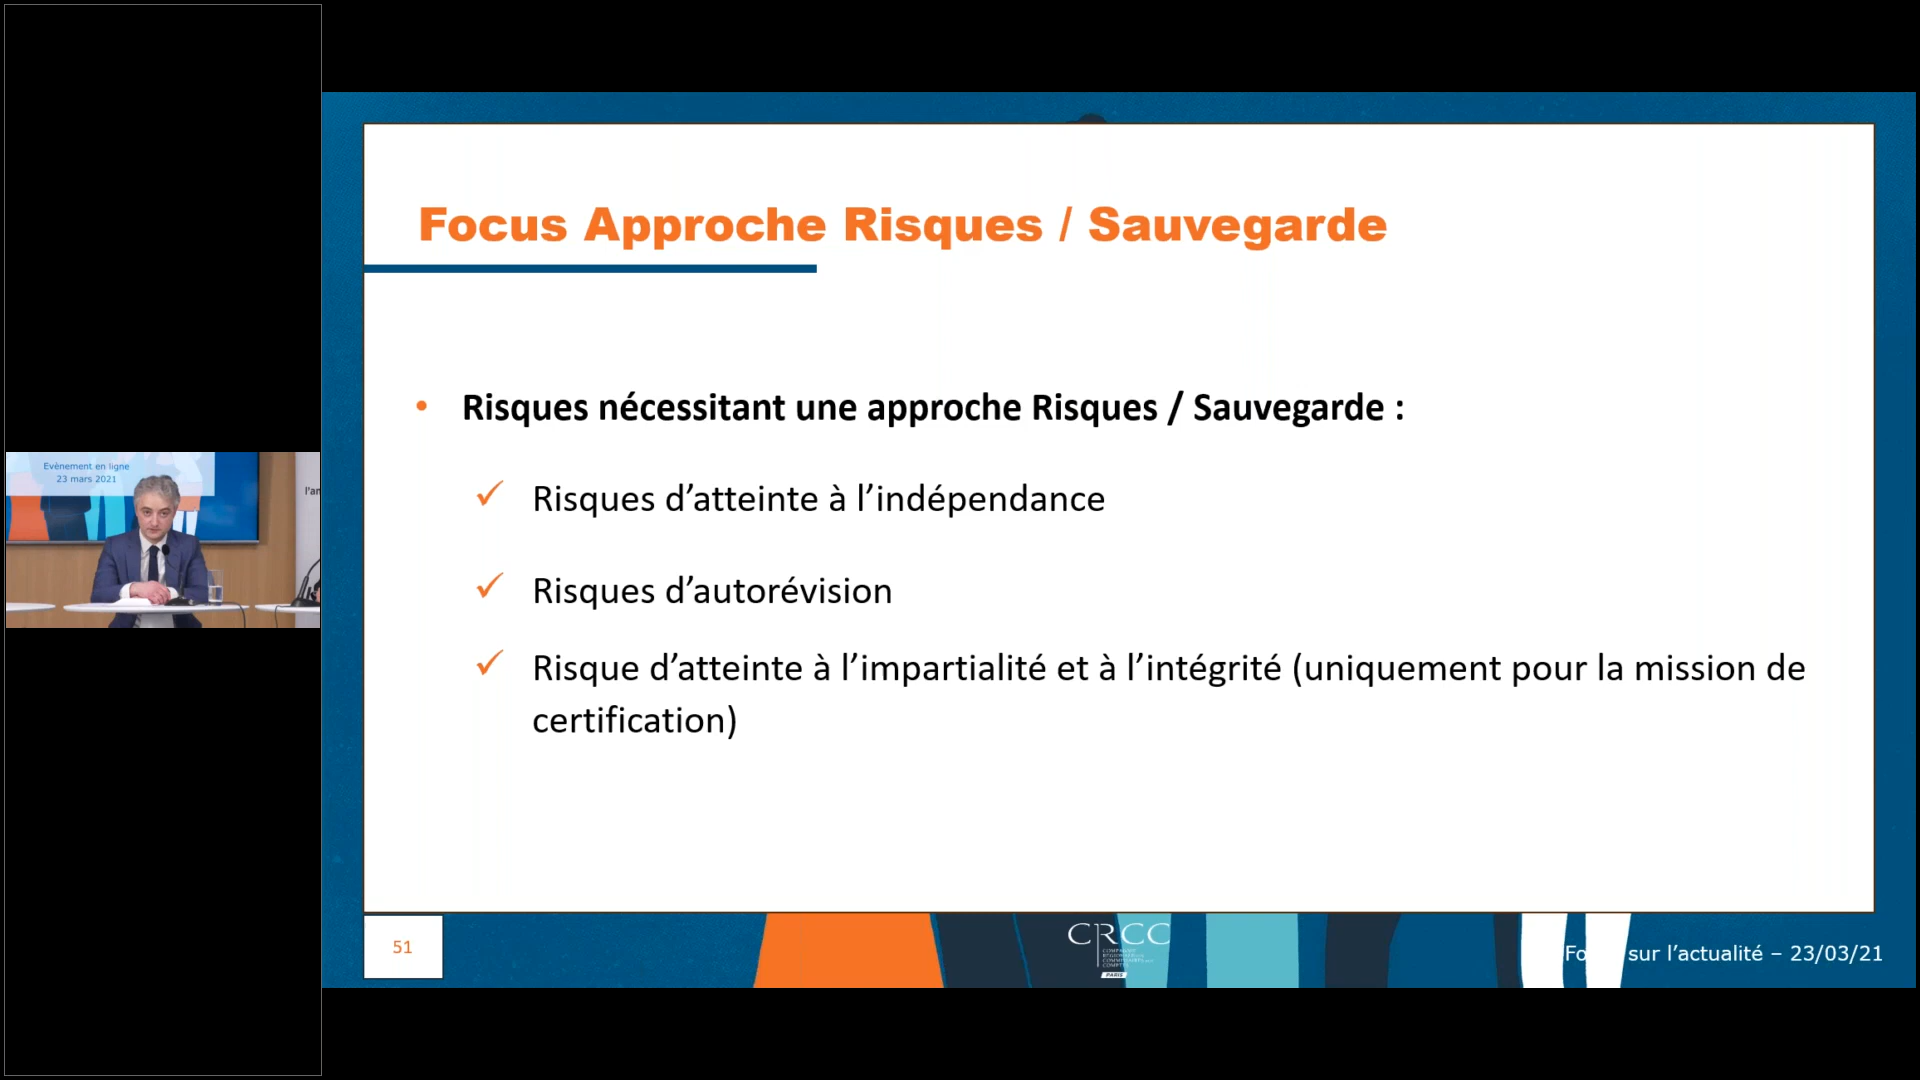 Evènement en ligne
23 mars 2021
Focus Approche Risques / Sauvegarde
• Risques nécessitant une approche Risques / Sauvegarde :
✓ Risques d’atteinte à l’indépendance
✓ Risques d’autorévision
✓ Risque d’atteinte à l’impartialité et à l’intégrité (uniquement pour la mission de
certification)
51
CRCC
PARIS
sur l’actualité – 23/03/21